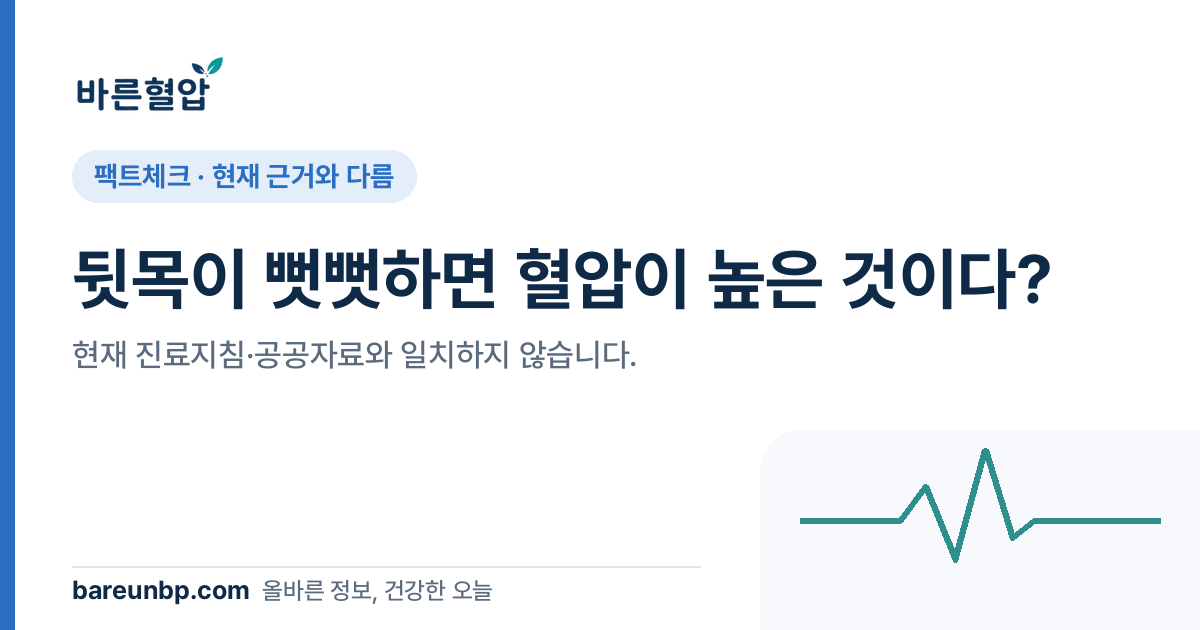 바른혈압
팩트체크 · 현재 근거와 다름
뒷목이 뻣뻣하면 혈압이 높은 것이다?
현재 진료지침·공공자료와 일치하지 않습니다.
bareunbp.com 올바른 정보, 건강한 오늘